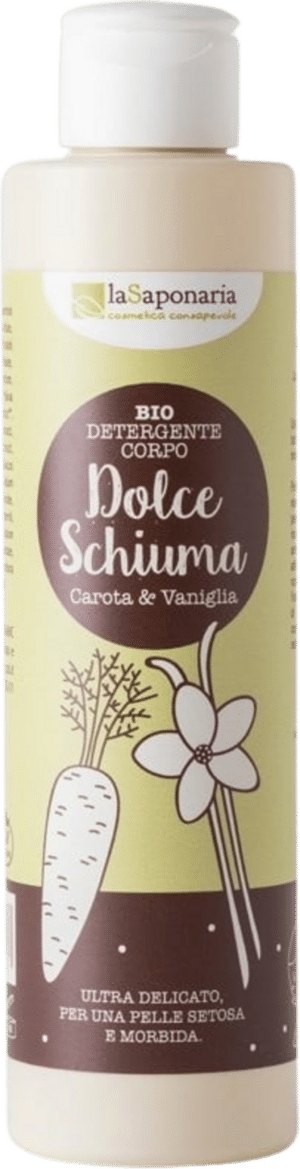 laSaponaria
cosmetica consapevole
BIO
DETERGENTE
CORPO
Dolce
Schiuma
Carota & Vaniglia
ULTRA DELICATO,
PER UNA PELLE SETOSA
E MORBIDA.